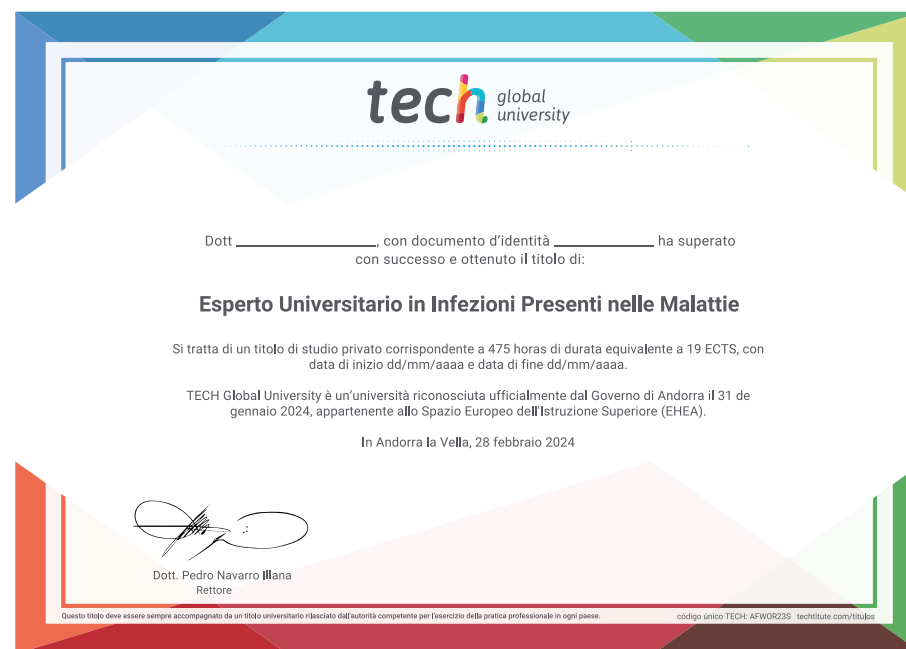 tech global university
Dott ______________, con documento d'identità __________ ha superato
con successo e ottenuto il titolo di:
Esperto Universitario in Infezioni Presenti nelle Malattie
Si tratta di un titolo di studio privato corrispondente a 475 horas di durata equivalente a 19 ECTS, con
data di inizio dd/mm/aaaa e data di fine dd/mm/aaaa.
TECH Global University è un'università riconosciuta ufficialmente dal Governo di Andorra il 31 de
gennaio 2024, appartenente allo Spazio Europeo dell'Istruzione Superiore (EHEA).
In Andorra la Vella, 28 febbraio 2024
Dott. Pedro Navarro Illana
Rettore
Questo titolo deve essere sempre accompagnato da un titolo universitario rilasciato dall'autorità competente per l'esercizio della pratica professionale in ogni paese.
código único TECH: AFWOR23S techtitute.com/titulos